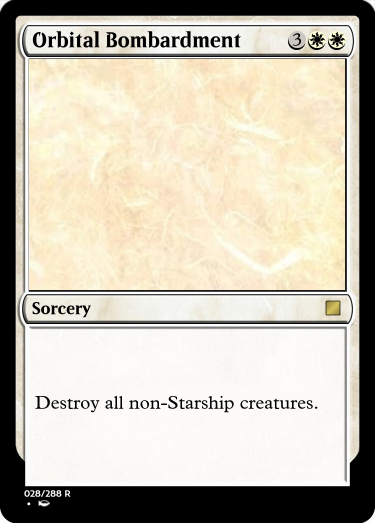 Orbital Bombardment 3
Sorcery
Destroy all non-Starship creatures.
028/288 R